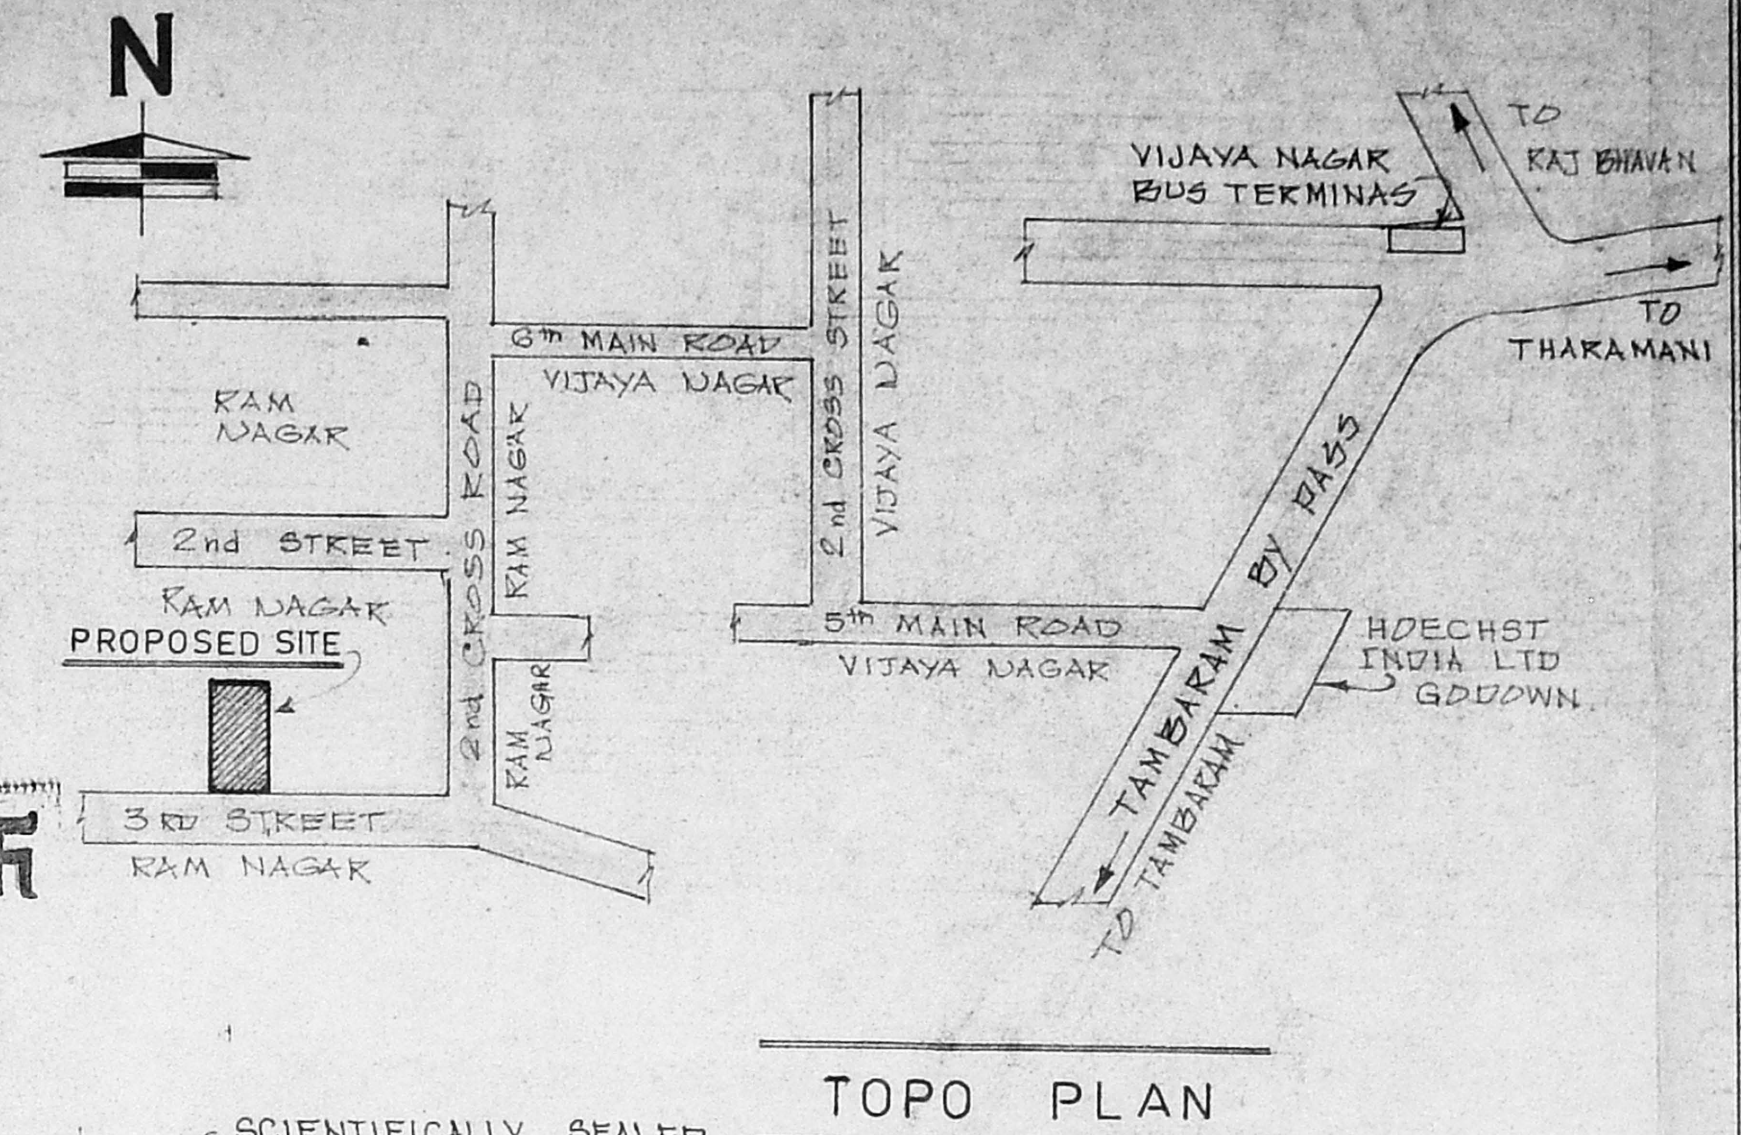 N
TO
RAJ BHAVAN
VIJAYA NAGAR
BUS TERMINAS
TO
THARAMANI
6th MAIN ROAD
VIJAYA NAGAR
2nd CROSS STREET
VIJAYA NAGAR
RAM
NAGAR
2nd CROSS ROAD
RAM NAGAR
2nd STREET
RAM NAGAR
PROPOSED SITE
RAM
NAGAR
3RD STREET
RAM NAGAR
5th MAIN ROAD
VIJAYA NAGAR
TAMBARAM BY PASS
TO TAMBARAM
HOECHST
INDIA LTD
GODOWN
TOPO PLAN
SCIENTIFICALLY SEALED